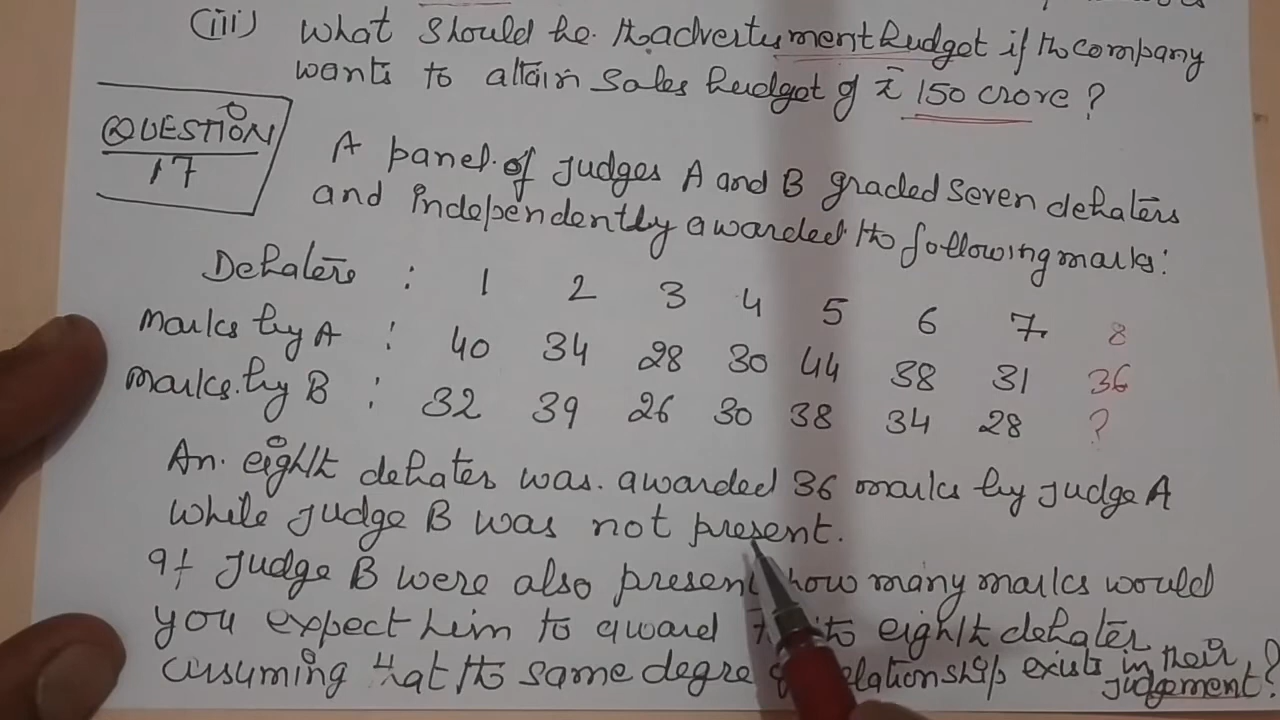 (iii) What should be the advertisment budget if the company
wants to attain sales budget of ₹ 150 crore?
QUESTION
17
A panel of judges A and B graded seven debaters
and independently awarded the following marks:
Debaters : 1 2 3 4 5 6 7 8
Marks by A : 40 34 28 30 44 38 31 36
Marks by B : 32 39 26 30 38 34 28 ?
An eighth debater was awarded 36 marks by judge A
while judge B was not present.
If judge B were also present how many marks would
you expect him to award to eighth debater
assuming that the same degree relationship exists in their
judgement?